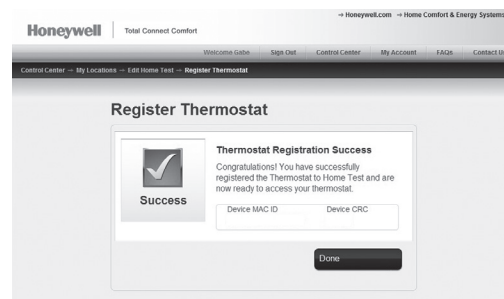 → Honeywell.com → Home Comfort & Energy Systems
Honeywell Total Connect Comfort
Welcome Gabe Sign Out Control Center My Account FAQs Contact Us
Control Center → My Locations → Edit Home Test → Register Thermostat
Register Thermostat
Thermostat Registration Success
Congratulations! You have successfully
registered the Thermostat to Home Test and are
now ready to access your thermostat.
Success
Device MAC ID Device CRC
Done